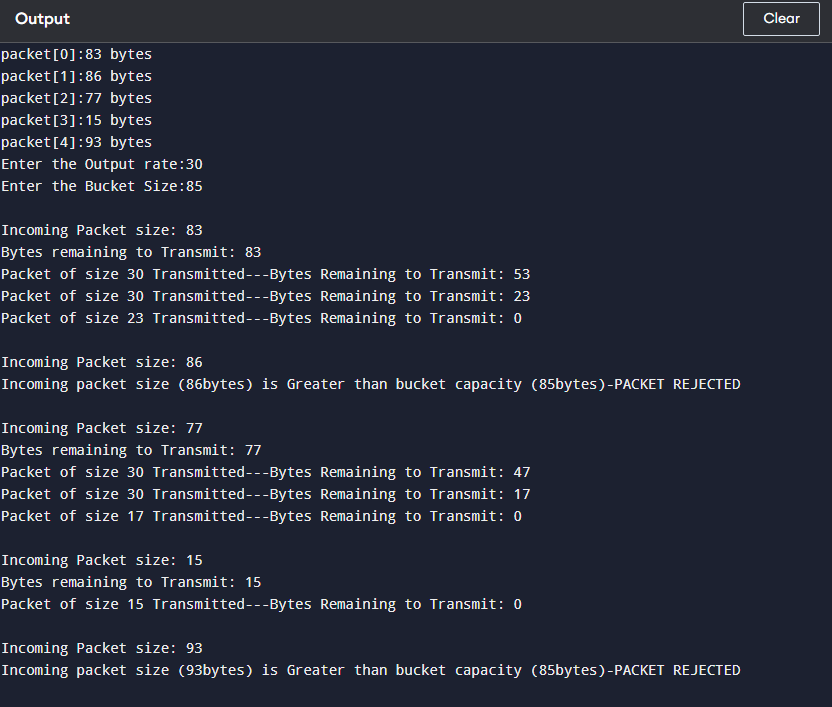 Output
Clear
packet[0]:83 bytes
packet[1]:86 bytes
packet[2]:77 bytes
packet[3]:15 bytes
packet[4]:93 bytes
Enter the Output rate:30
Enter the Bucket Size:85
Incoming Packet size: 83
Bytes remaining to Transmit: 83
Packet of size 30 Transmitted---Bytes Remaining to Transmit: 53
Packet of size 30 Transmitted---Bytes Remaining to Transmit: 23
Packet of size 23 Transmitted---Bytes Remaining to Transmit: 0
Incoming Packet size: 86
Incoming packet size (86bytes) is Greater than bucket capacity (85bytes)-PACKET REJECTED
Incoming Packet size: 77
Bytes remaining to Transmit: 77
Packet of size 30 Transmitted---Bytes Remaining to Transmit: 47
Packet of size 30 Transmitted---Bytes Remaining to Transmit: 17
Packet of size 17 Transmitted---Bytes Remaining to Transmit: 0
Incoming Packet size: 15
Bytes remaining to Transmit: 15
Packet of size 15 Transmitted---Bytes Remaining to Transmit: 0
Incoming Packet size: 93
Incoming packet size (93bytes) is Greater than bucket capacity (85bytes)-PACKET REJECTED